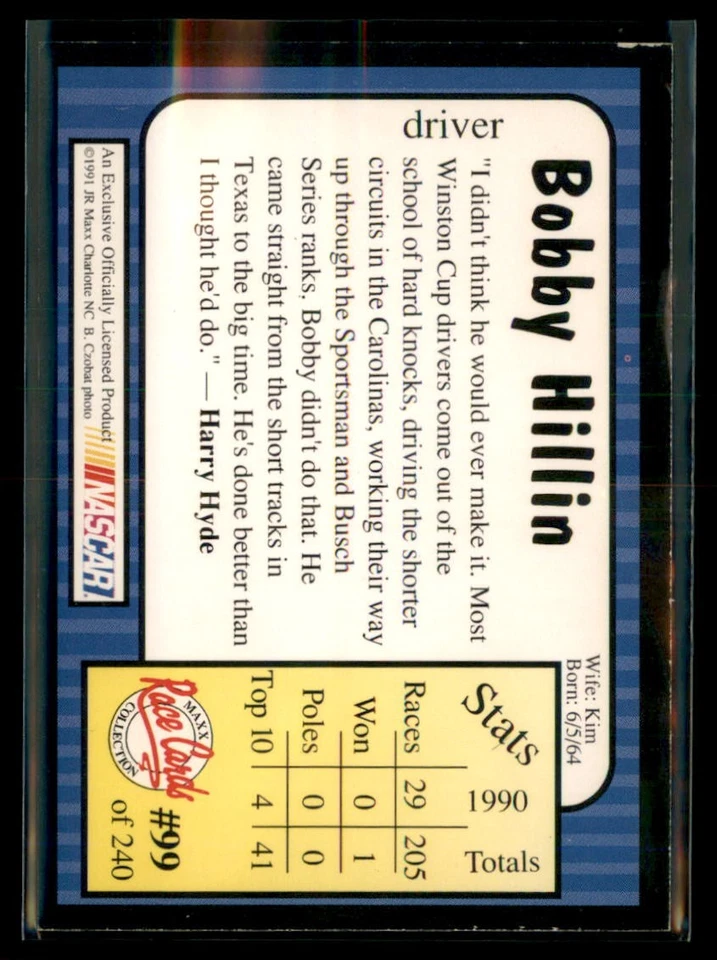 Bobby Hillin
Wife: Kim
Born: 6/5/64
driver
"I didn't think he would ever make it. Most
Winston Cup drivers come out of the
school of hard knocks, driving the shorter
circuits in the Carolinas, working their way
up through the Sportsman and Busch
Series ranks. Bobby didn't do that. He
came straight from the short tracks in
Texas to the big time. He's done better than
I thought he'd do." — Harry Hyde
Stats 1990 Totals
Races 29 205
Won 0 1
Poles 0 0
Top 10 4 41
MAXX
Race Cards
COLLECTION
#99
of 240
An Exclusive Officially Licensed Product
©1991 JR Maxx Charlotte NC B. Czobat photo
NASCAR